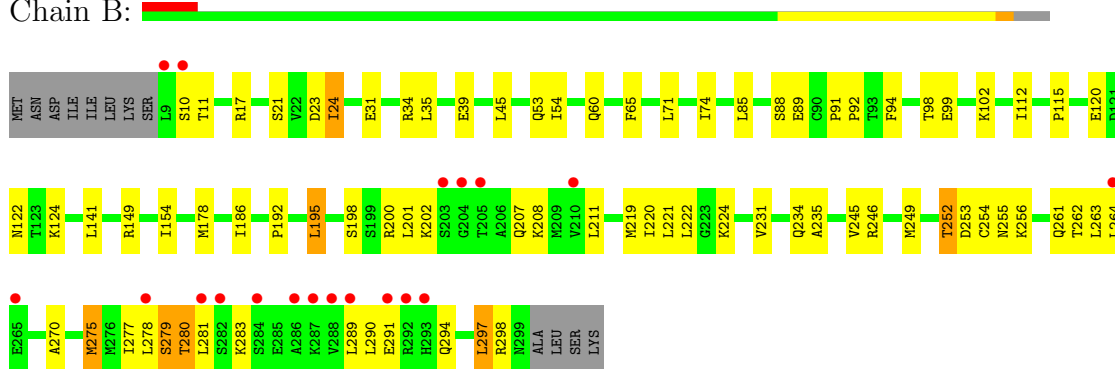 Chain B:
MET ASN ASP ILE ILE LEU LYS SER L9 S10 T11 R17 S21 V22 D23 I24 E31 R34 L35 E39 L45 Q53 I54 Q60 F65 L71 I74 L85 S88 E89 C90 P91 P92 T93 F94 T98 E99 K102 I112 P115 E120 D121
N122 T123 K124 L141 R149 I154 M178 I186 P192 L195 S198 S199 R200 L201 K202 S203 G204 T205 A206 Q207 K208 M209 V210 L211 M219 I220 L221 L222 G223 K224 V231 Q234 A235 V245 R246 M249 T252 D253 C254 N255 K256 Q261 T262 L263 L264
E265 A270 M275 M276 I277 L278 S279 T280 L281 S282 K283 S284 E285 A286 K287 V288 L289 L290 E291 R292 H293 Q294 L297 R298 N299 ALA LEU SER LYS